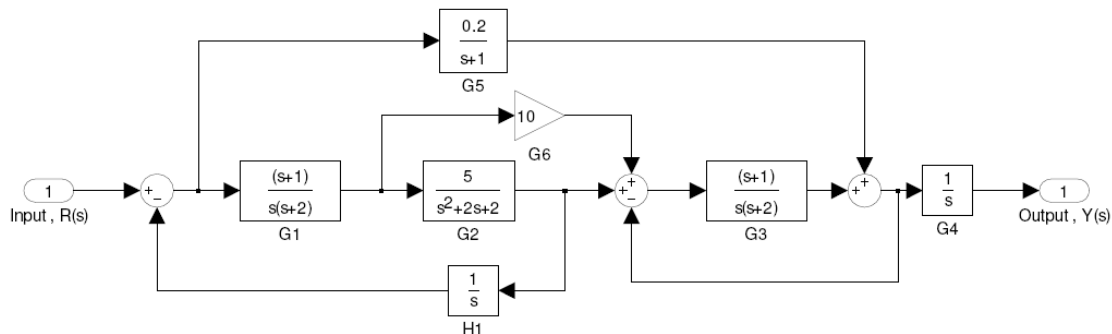 0.2
s+1
G5
10
G6
1
Input , R(s)
+
−
(s+1)
s(s+2)
G1
5
s²+2s+2
G2
+
+
−
(s+1)
s(s+2)
G3
+
+
1
s
G4
1
Output , Y(s)
1
s
H1